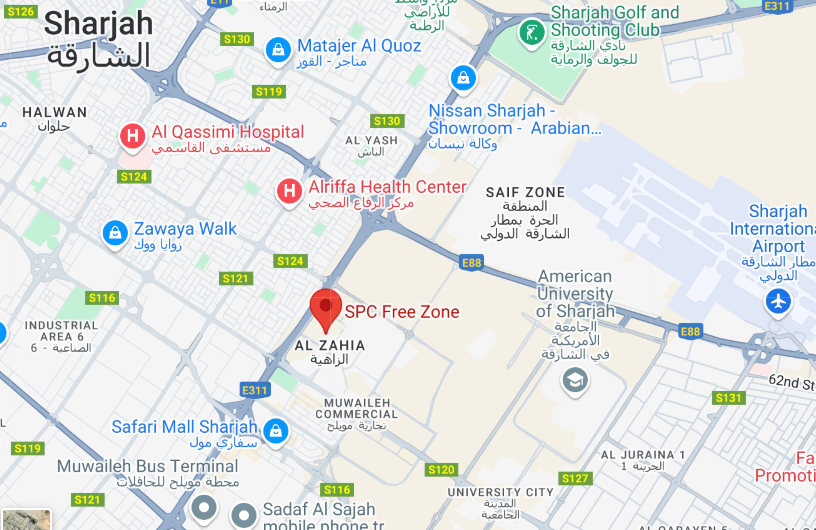 S126
E11
الرمثاء
للأراضي
الرطبة
Sharjah Golf and
Shooting Club
نادي الشارقة
للجولف والرماية
E311
Sharjah
الشارقة
S130
Matajer Al Quoz
متاجر - القوز
S119
Nissan Sharjah -
Showroom - Arabian...
وكالة نيسان
HALWAN
حلوان
S130
Al Qassimi Hospital
مستشفى القاسمي
AL YASH
الياش
S124
Alriffa Health Center
مركز الرفاع الصحي
SAIF ZONE
المنطقة
الحرة بمطار
الشارقة الدولي
Sharjah
Internationa
Airport
مطار الشارقة
الدولي
Zawaya Walk
زوايا ووك
S124
E88
S121
American
University
of Sharjah
الجامعة
الأمريكية
في الشارقة
S116
SPC Free Zone
INDUSTRIAL
AREA 6
الصناعية - 6
AL ZAHIA
الزاهية
E88
62nd St
E311
S131
MUWAILEH
COMMERCIAL
تجارية مويلح
Safari Mall Sharjah
سفاري مول
S119
Muwaileh Bus Terminal
محطة مويلح للحافلات
S120
AL JURAINA 1
الجرينة 1
Fa
Promotio
S127
S121
S116
UNIVERSITY CITY
المدينة
الجامعية
Sadaf Al Sajah
mobile phone tr
AL QARAYEN 5